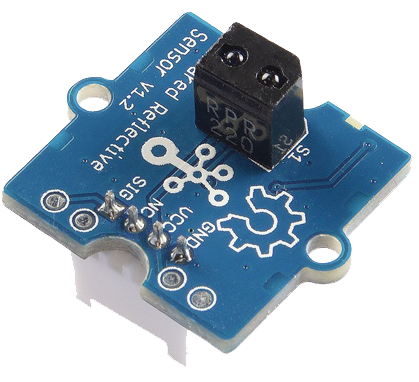 ared Reflective
Sensor v1.2
RPR
220
S1
SIG
NC
VCC
GND